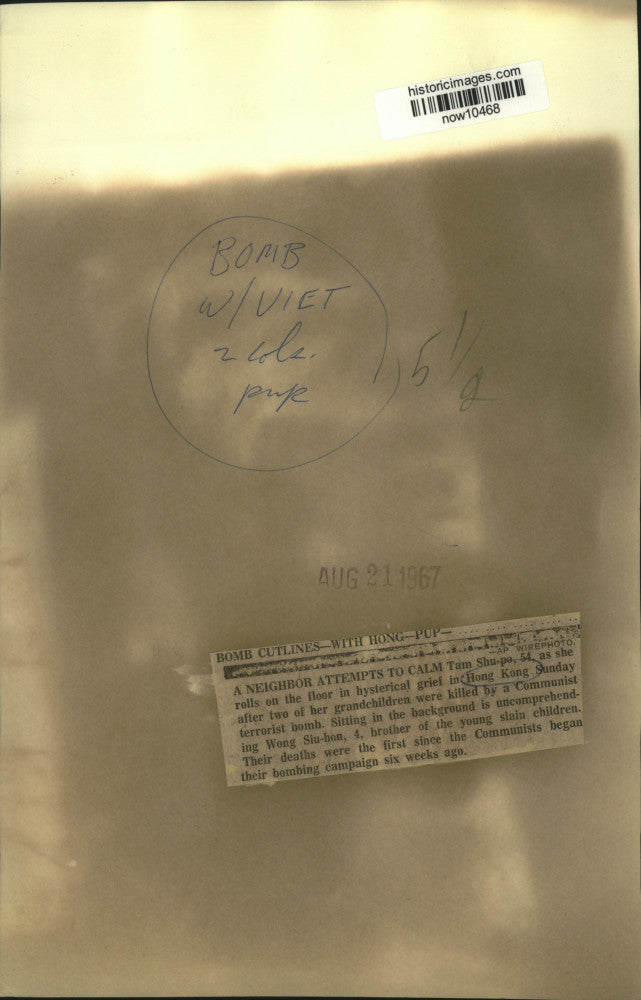 historicimages.com
now10468
BOMB
W/VIET
2 cols.
pup
5 1/2
AUG 21 1967
BOMB CUTLINES—WITH HONG—PUP—
AP WIREPHOTO
A NEIGHBOR ATTEMPTS TO CALM Tam Shu-po, 54, as she
rolls on the floor in hysterical grief in Hong Kong Sunday
after two of her grandchildren were killed by a Communist
terrorist bomb. Sitting in the background is uncomprehend-
ing Wong Siu-hon, 4, brother of the young slain children.
Their deaths were the first since the Communists began
their bombing campaign six weeks ago.